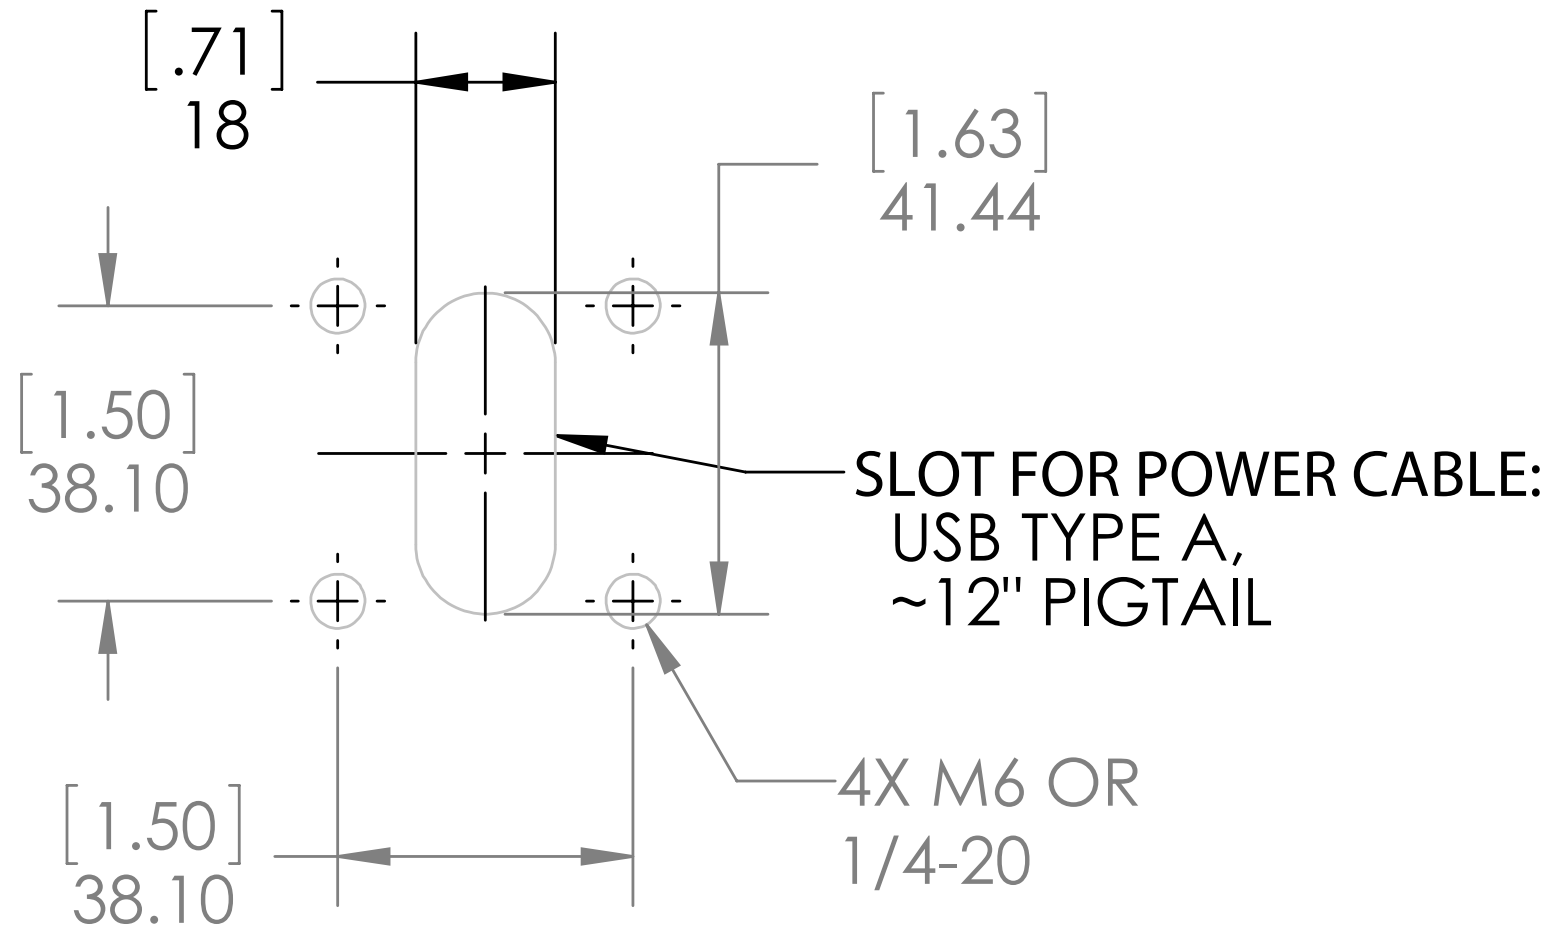 [.71]
18
[1.63]
41.44
[1.50]
38.10
SLOT FOR POWER CABLE:
USB TYPE A,
~12" PIGTAIL
4X M6 OR
1/4-20
[1.50]
38.10